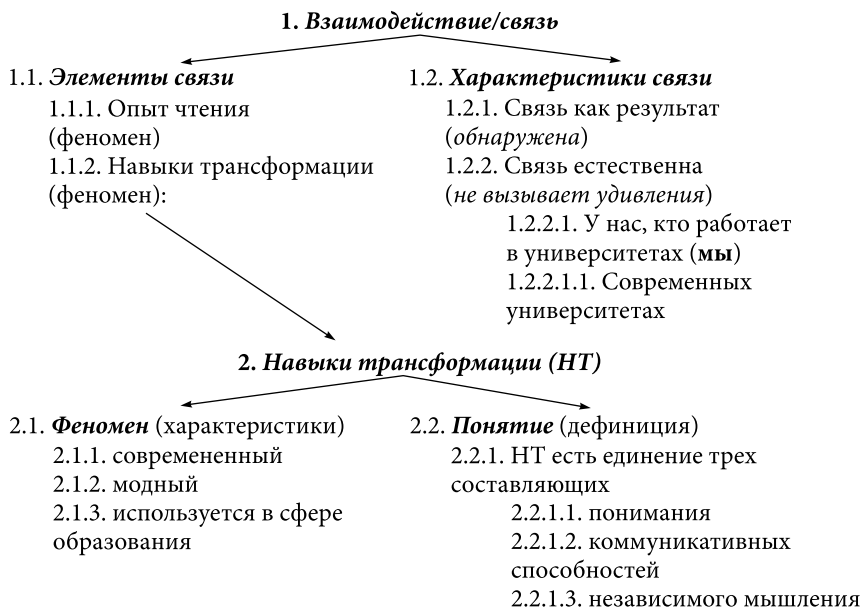 1. Взаимодействие/связь
1.1. Элементы связи
1.1.1. Опыт чтения
(феномен)
1.1.2. Навыки трансформации
(феномен):
1.2. Характеристики связи
1.2.1. Связь как результат
(обнаружена)
1.2.2. Связь естественна
(не вызывает удивления)
1.2.2.1. У нас, кто работает
в университетах (мы)
1.2.2.1.1. Современных
университетах
2. Навыки трансформации (НТ)
2.1. Феномен (характеристики)
2.1.1. современенный
2.1.2. модный
2.1.3. используется в сфере
образования
2.2. Понятие (дефиниция)
2.2.1. НТ есть единение трех
составляющих
2.2.1.1. понимания
2.2.1.2. коммуникативных
способностей
2.2.1.3. независимого мышления